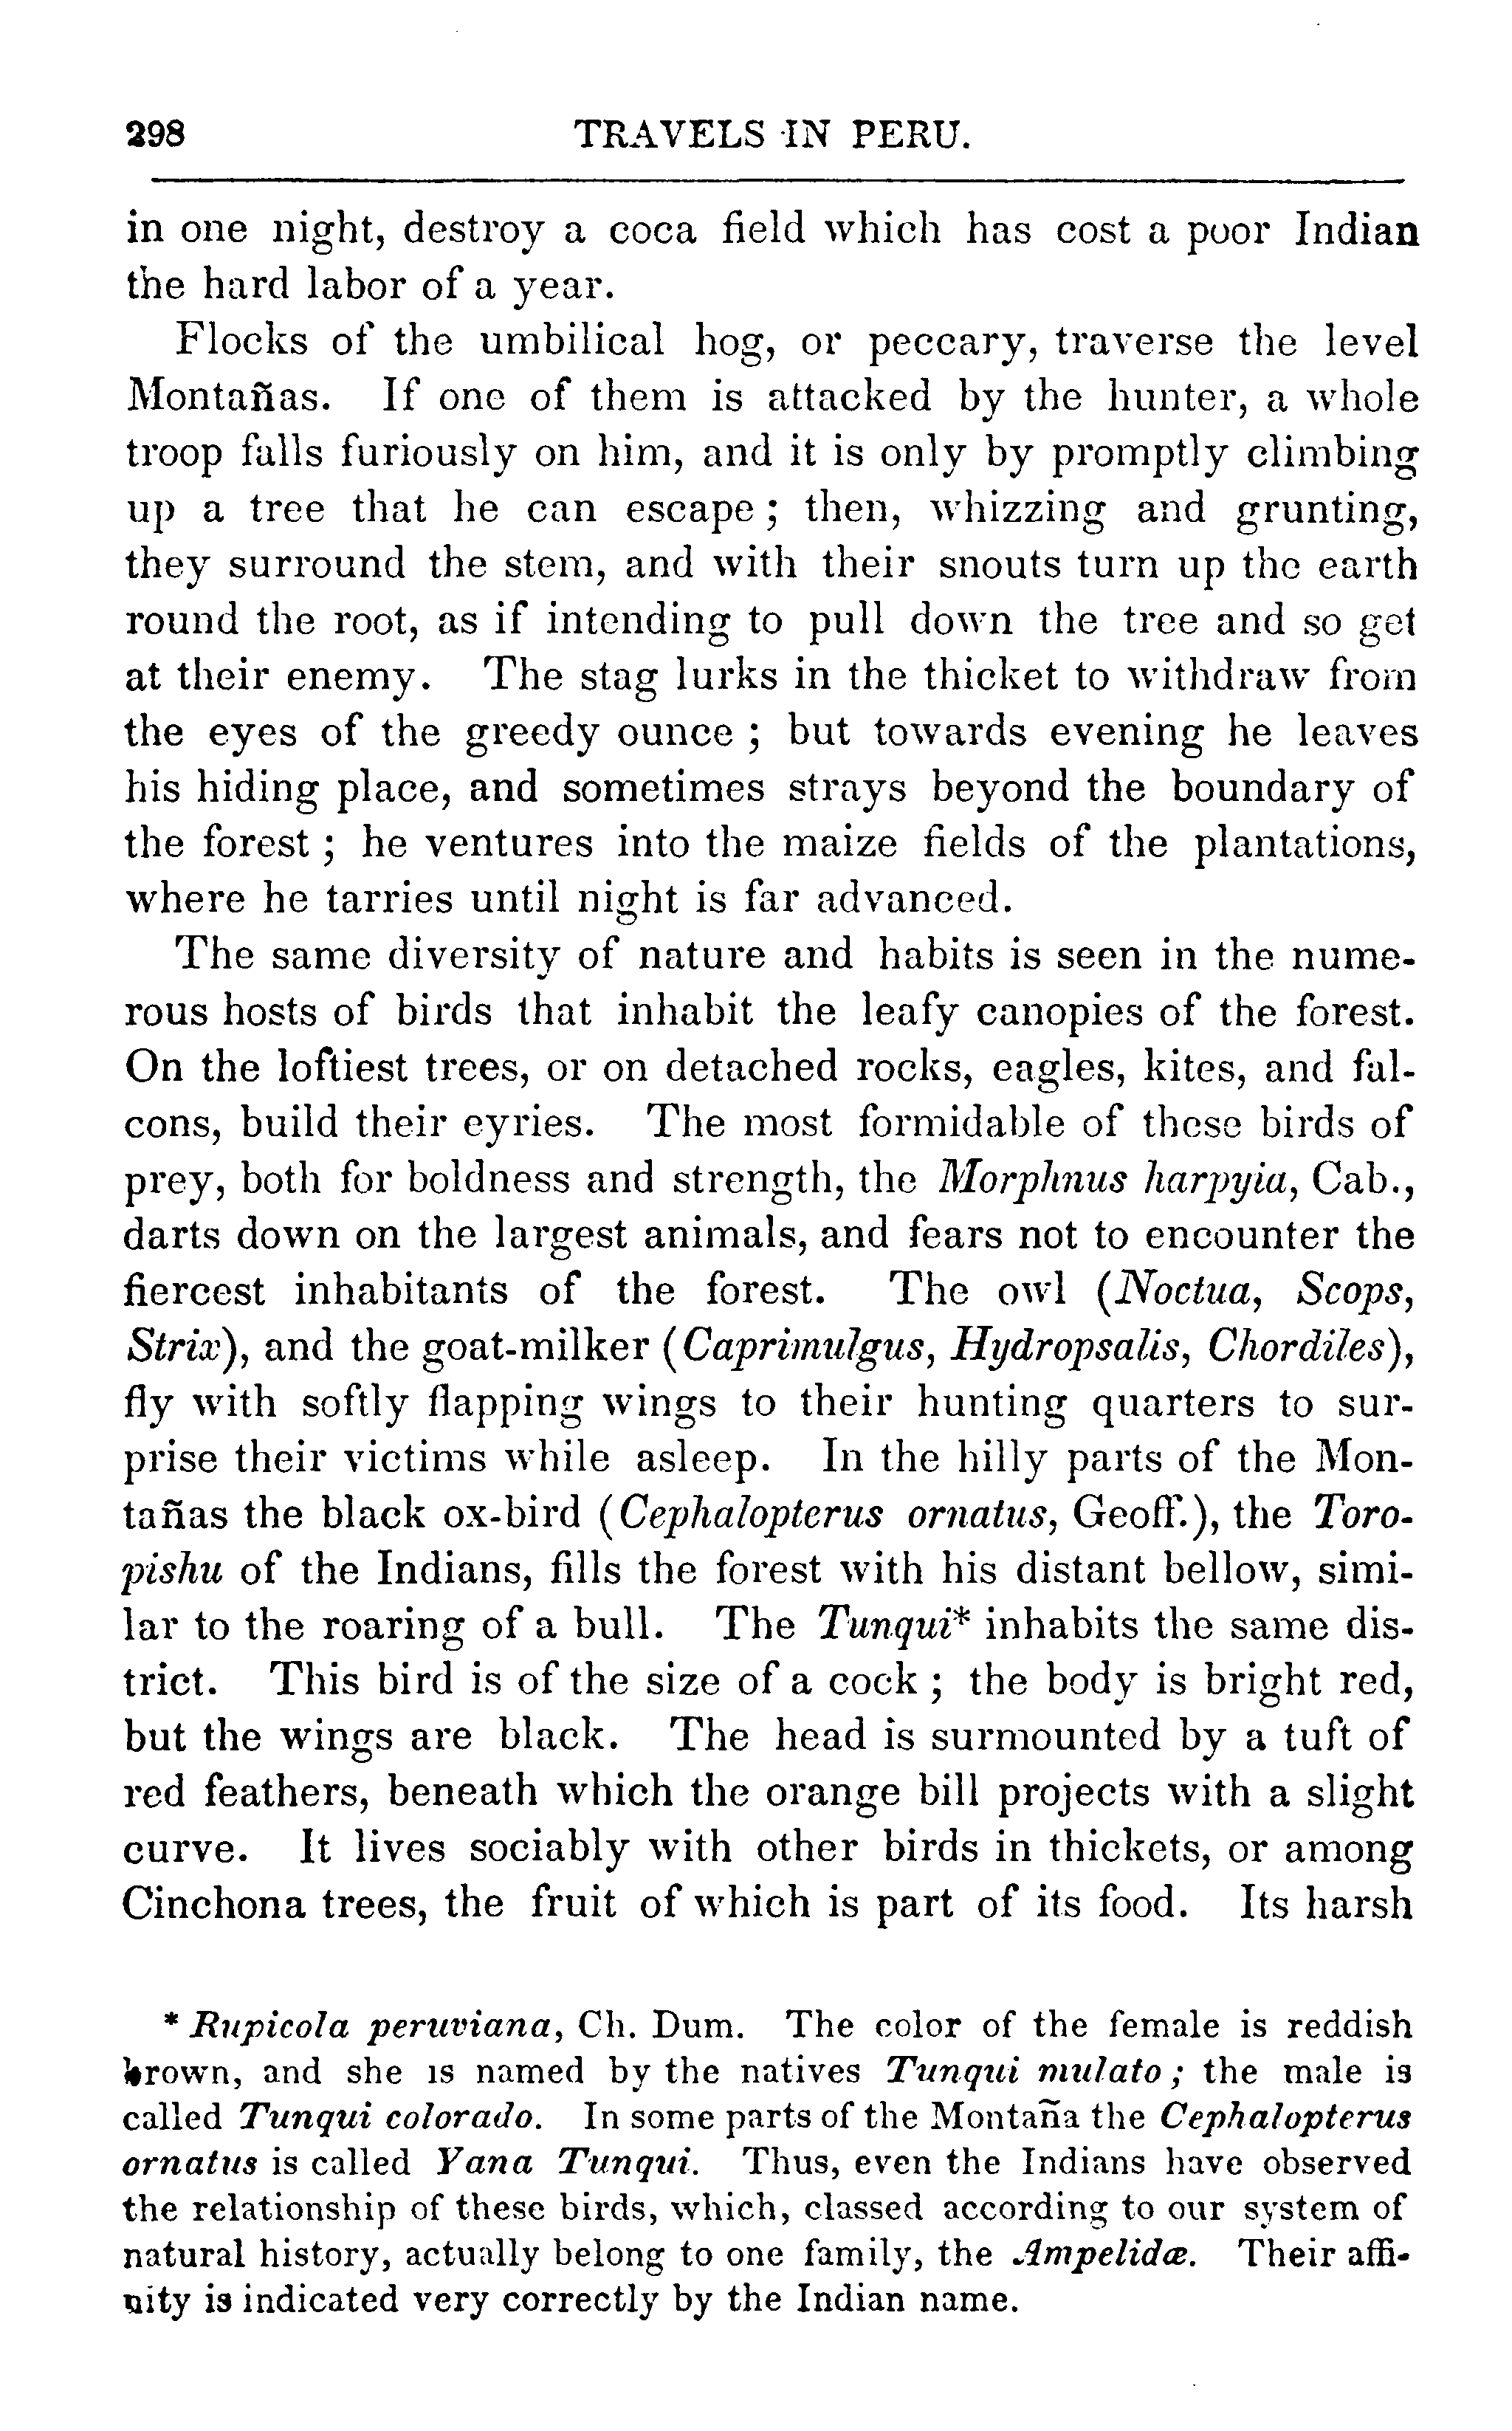 298 TRAVELS IN PERU.
in one night, destroy a coca field which has cost a poor Indian
the hard labor of a year.
Flocks of the umbilical hog, or peccary, traverse the level
Montañas. If one of them is attacked by the hunter, a whole
troop falls furiously on him, and it is only by promptly climbing
up a tree that he can escape ; then, whizzing and grunting,
they surround the stem, and with their snouts turn up the earth
round the root, as if intending to pull down the tree and so get
at their enemy. The stag lurks in the thicket to withdraw from
the eyes of the greedy ounce ; but towards evening he leaves
his hiding place, and sometimes strays beyond the boundary of
the forest ; he ventures into the maize fields of the plantations,
where he tarries until night is far advanced.
The same diversity of nature and habits is seen in the nume-
rous hosts of birds that inhabit the leafy canopies of the forest.
On the loftiest trees, or on detached rocks, eagles, kites, and fal-
cons, build their eyries. The most formidable of these birds of
prey, both for boldness and strength, the Morphnus harpyia, Cab.,
darts down on the largest animals, and fears not to encounter the
fiercest inhabitants of the forest. The owl (Noctua, Scops,
Strix), and the goat-milker (Caprimulgus, Hydropsalis, Chordiles),
fly with softly flapping wings to their hunting quarters to sur-
prise their victims while asleep. In the hilly parts of the Mon-
tañas the black ox-bird (Cephalopterus ornatus, Geoff.), the Toro-
pishu of the Indians, fills the forest with his distant bellow, simi-
lar to the roaring of a bull. The Tunqui* inhabits the same dis-
trict. This bird is of the size of a cock ; the body is bright red,
but the wings are black. The head is surmounted by a tuft of
red feathers, beneath which the orange bill projects with a slight
curve. It lives sociably with other birds in thickets, or among
Cinchona trees, the fruit of which is part of its food. Its harsh
* Rupicola peruviana, Ch. Dum. The color of the female is reddish
brown, and she is named by the natives Tunqui mulato ; the male is
called Tunqui colorado. In some parts of the Montaña the Cephalopterus
ornatus is called Yana Tunqui. Thus, even the Indians have observed
the relationship of these birds, which, classed according to our system of
natural history, actually belong to one family, the Ampelidæ. Their affi-
nity is indicated very correctly by the Indian name.